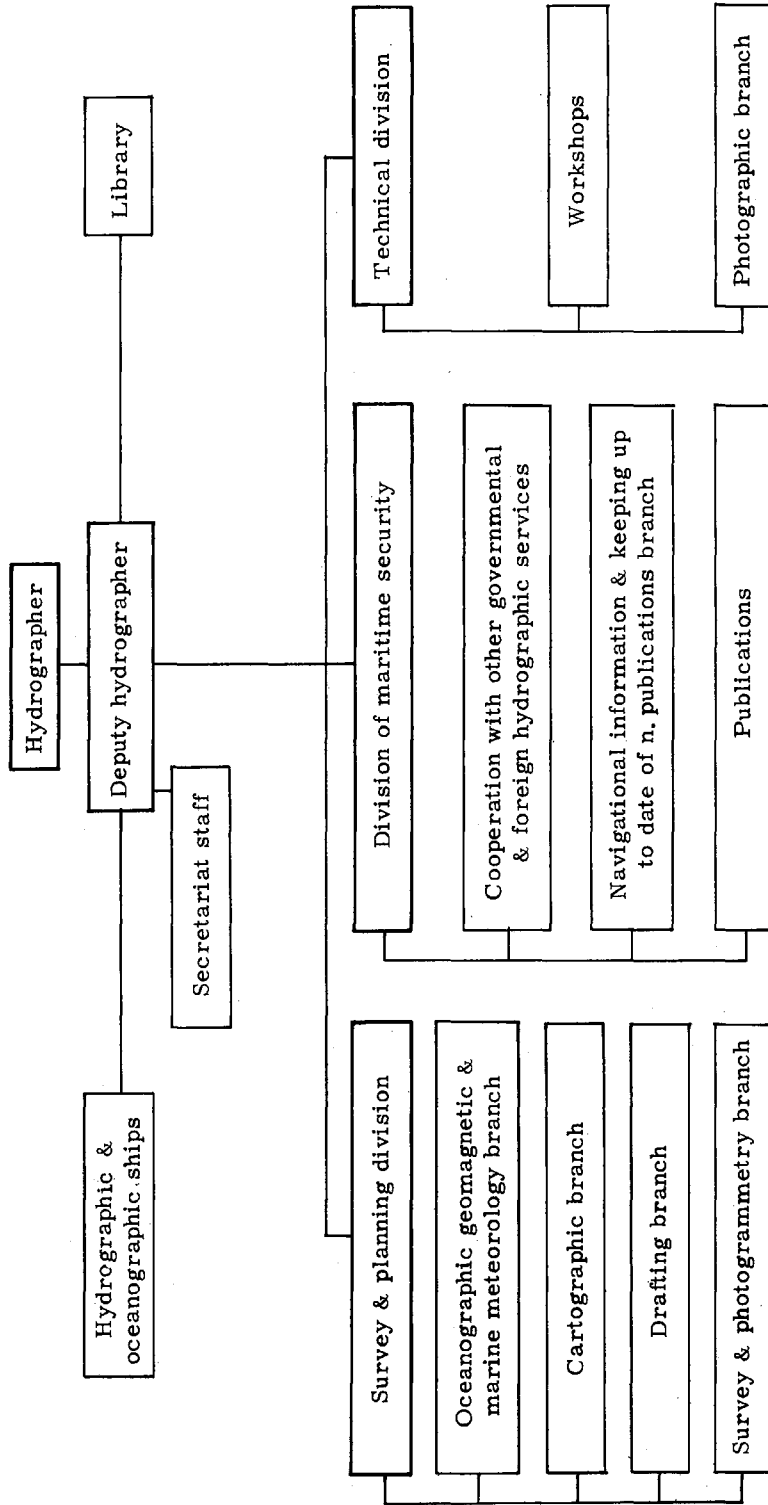 Hydrographer
Deputy hydrographer
Library
Hydrographic &
oceanographic ships
Secretariat staff
Survey & planning division
Oceanographic geomagnetic &
marine meteorology branch
Cartographic branch
Drafting branch
Survey & photogrammetry branch
Division of maritime security
Cooperation with other governmental
& foreign hydrographic services
Navigational information & keeping up
to date of n. publications branch
Publications
Technical division
Workshops
Photographic branch